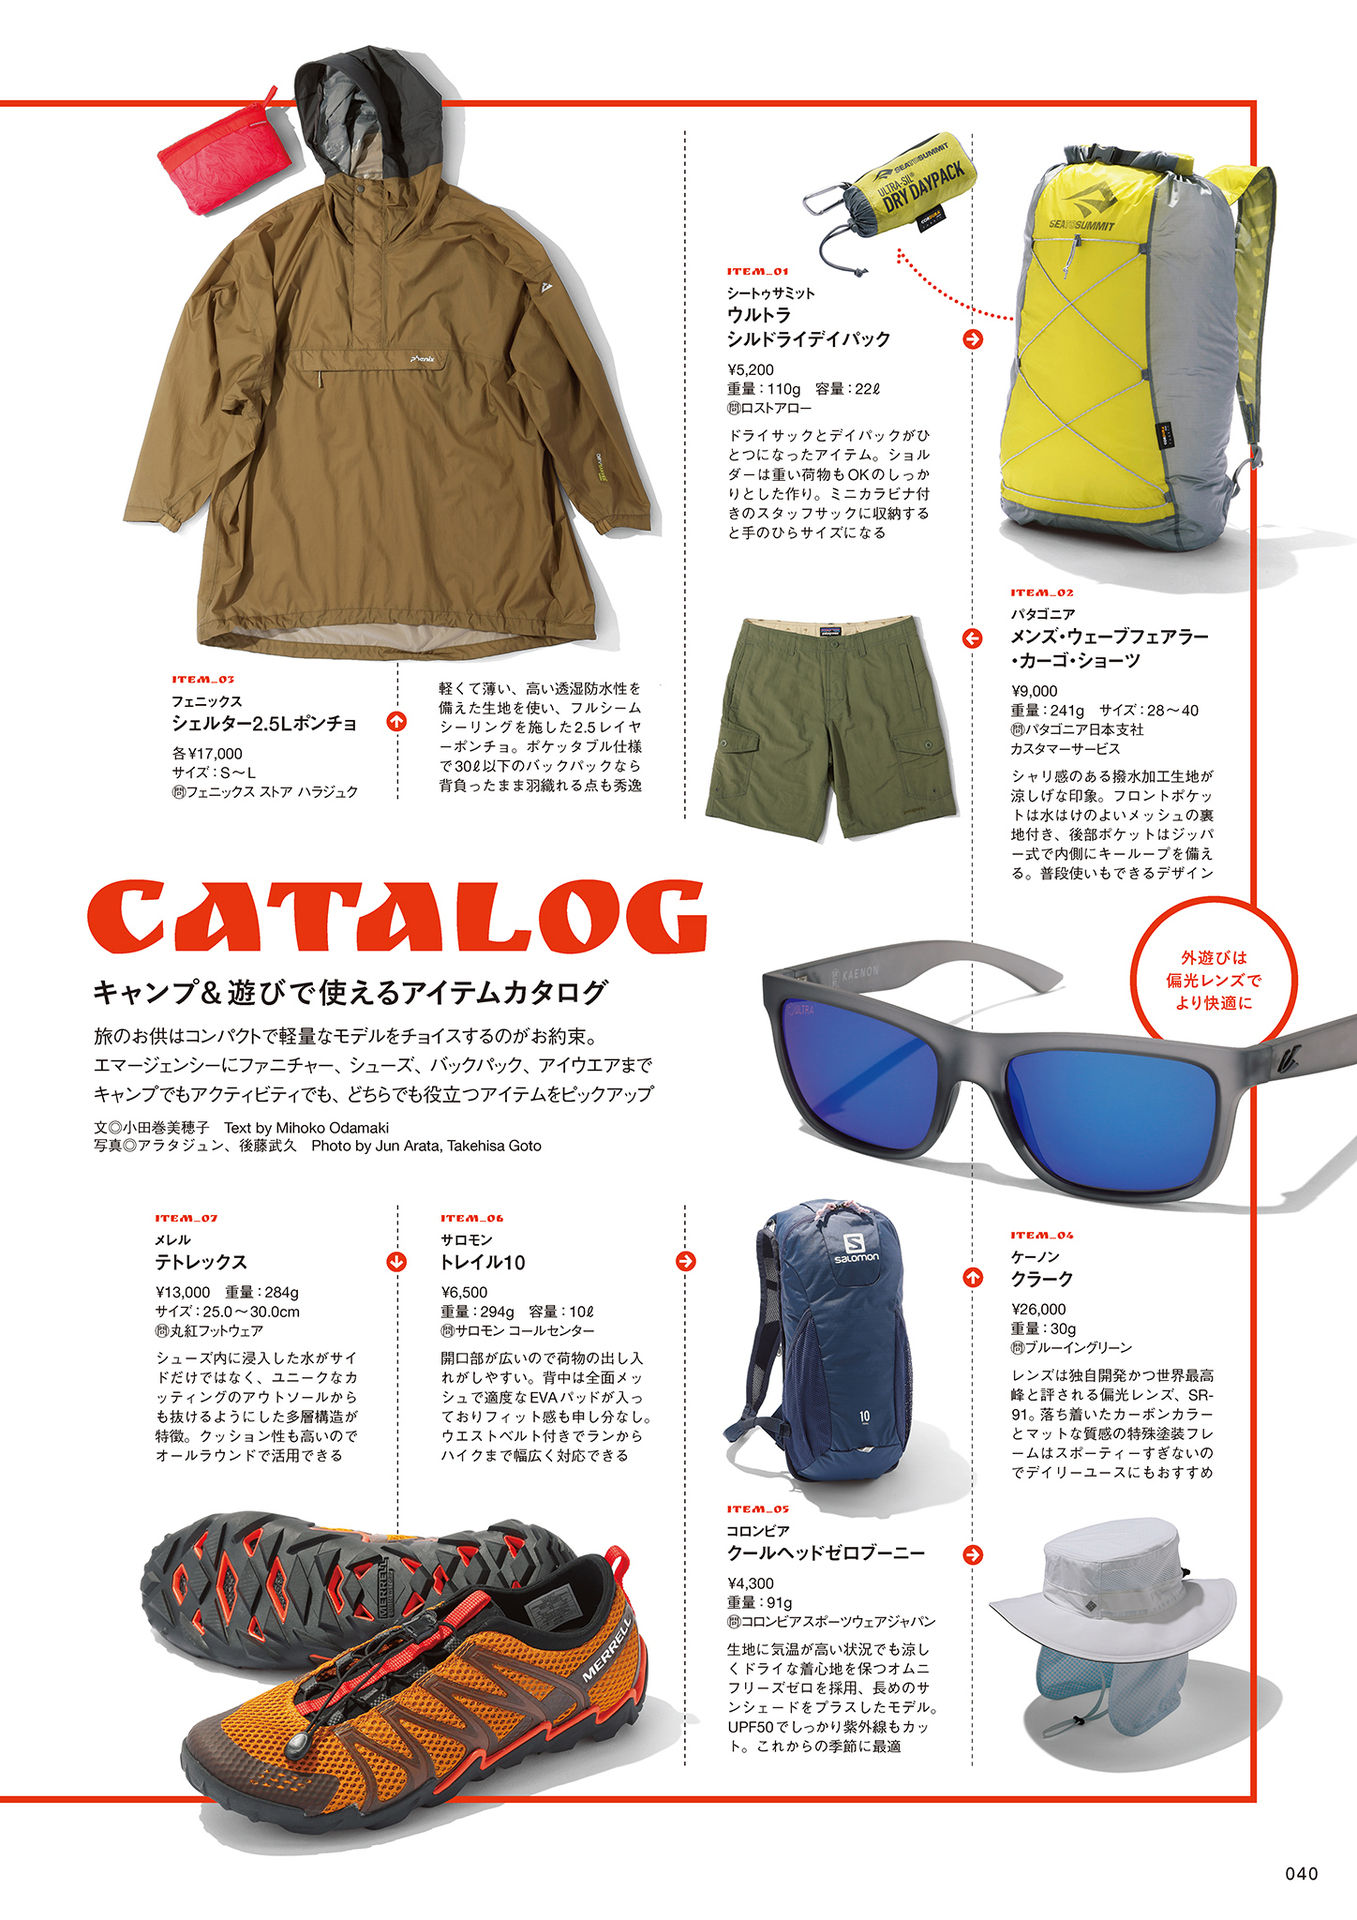 SEA TO SUMMIT
ULTRA-SIL®
DRY DAYPACK
CORDURA
SEA TO SUMMIT
phenix
ITEM_01
シートゥサミット
ウルトラ
シルドライデイパック
¥5,200
重量：110g　容量：22ℓ
㉄ロストアロー
ドライサックとデイパックがひ
とつになったアイテム。ショル
ダーは重い荷物もOKのしっか
りとした作り。ミニカラビナ付
きのスタッフサックに収納する
と手のひらサイズになる
ITEM_02
パタゴニア
メンズ・ウェーブフェアラー
・カーゴ・ショーツ
¥9,000
重量：241g　サイズ：28〜40
㉄パタゴニア日本支社
カスタマーサービス
シャリ感のある撥水加工生地が
涼しげな印象。フロントポケッ
トは水はけのよいメッシュの裏
地付き、後部ポケットはジッパ
ー式で内側にキーループを備え
る。普段使いもできるデザイン
ITEM_03
フェニックス
シェルター2.5Lポンチョ
各¥17,000
サイズ：S〜L
㉄フェニックス ストア ハラジュク
軽くて薄い、高い透湿防水性を
備えた生地を使い、フルシーム
シーリングを施した2.5レイヤ
ーポンチョ。ポケッタブル仕様
で30ℓ以下のバックパックなら
背負ったまま羽織れる点も秀逸
CATALOG
キャンプ＆遊びで使えるアイテムカタログ
旅のお供はコンパクトで軽量なモデルをチョイスするのがお約束。
エマージェンシーにファニチャー、シューズ、バックパック、アイウエアまで
キャンプでもアクティビティでも、どちらでも役立つアイテムをピックアップ
文◎小田巻美穂子　Text by Mihoko Odamaki
写真◎アラタジュン、後藤武久　Photo by Jun Arata, Takehisa Goto
外遊びは
偏光レンズで
より快適に
KAENON
ULTRA
ITEM_04
ケーノン
クラーク
¥26,000
重量：30g
㉄ブルーイングリーン
レンズは独自開発かつ世界最高
峰と評される偏光レンズ、SR-
91。落ち着いたカーボンカラー
とマットな質感の特殊塗装フレ
ームはスポーティーすぎないの
でデイリーユースにもおすすめ
ITEM_07
メレル
テトレックス
¥13,000　重量：284g
サイズ：25.0〜30.0cm
㉄丸紅フットウェア
シューズ内に浸入した水がサイ
ドだけではなく、ユニークなカ
ッティングのアウトソールから
も抜けるようにした多層構造が
特徴。クッション性も高いので
オールラウンドで活用できる
ITEM_06
サロモン
トレイル10
¥6,500
重量：294g　容量：10ℓ
㉄サロモン コールセンター
開口部が広いので荷物の出し入
れがしやすい。背中は全面メッ
シュで適度なEVAパッドが入っ
ておりフィット感も申し分なし。
ウエストベルト付きでランから
ハイクまで幅広く対応できる
S
salomon
10
ITEM_05
コロンビア
クールヘッドゼロブーニー
¥4,300
重量：91g
㉄コロンビアスポーツウェアジャパン
生地に気温が高い状況でも涼し
くドライな着心地を保つオムニ
フリーズゼロを採用、長めのサ
ンシェードをプラスしたモデル。
UPF50でしっかり紫外線もカッ
ト。これからの季節に最適
MERRELL
MERRELL
040